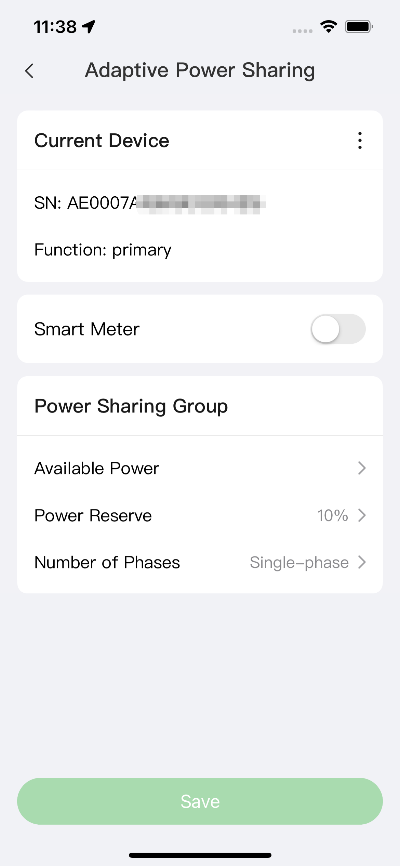 11:38
Adaptive Power Sharing
Current Device
SN: AE0007A
Function: primary
Smart Meter
Power Sharing Group
Available Power
Power Reserve 10%
Number of Phases Single-phase
Save